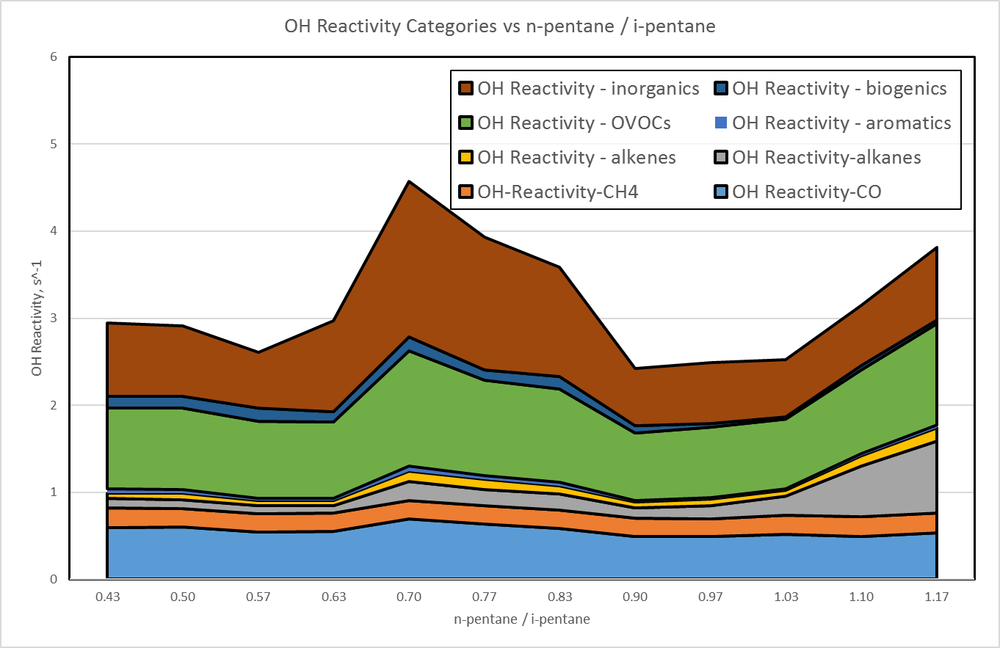 OH Reactivity Categories vs n-pentane / i-pentane
6
OH Reactivity - inorganics OH Reactivity - biogenics
OH Reactivity - OVOCs OH Reactivity - aromatics
5
OH Reactivity - alkenes OH Reactivity-alkanes
OH-Reactivity-CH4 OH Reactivity-CO
4
OH Reactivity, s^-1
3
2
1
0
0.43 0.50 0.57 0.63 0.70 0.77 0.83 0.90 0.97 1.03 1.10 1.17
n-pentane / i-pentane